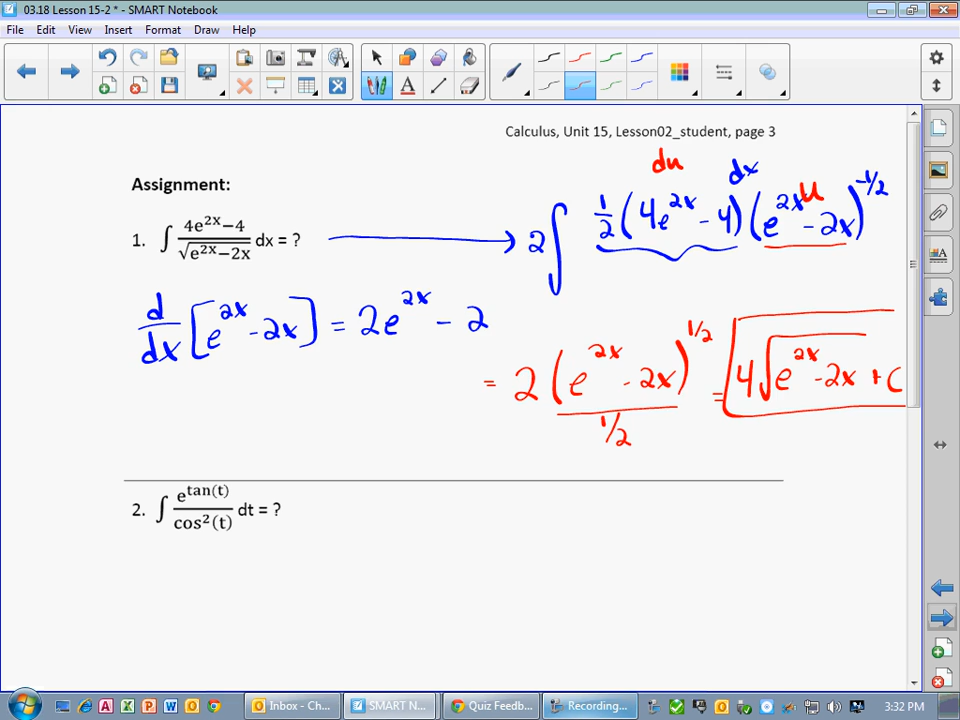 03.18 Lesson 15-2 * - SMART Notebook
File Edit View Insert Format Draw Help
Calculus, Unit 15, Lesson02_student, page 3
Assignment:
du dx u
1. ∫ (4e^(2x)−4)/√(e^(2x)−2x) dx = ? → 2∫ 1/2 (4e^(2x) - 4)(e^(2x) - 2x)^(-1/2)
d/dx [e^(2x) - 2x] = 2e^(2x) - 2
= 2(e^(2x) - 2x)^(1/2) / (1/2) = 4√(e^(2x) - 2x + C
2. ∫ e^(tan(t))/cos²(t) dt = ?
Inbox - Ch... SMART N... Quiz Feedb... Recording... 3:32 PM